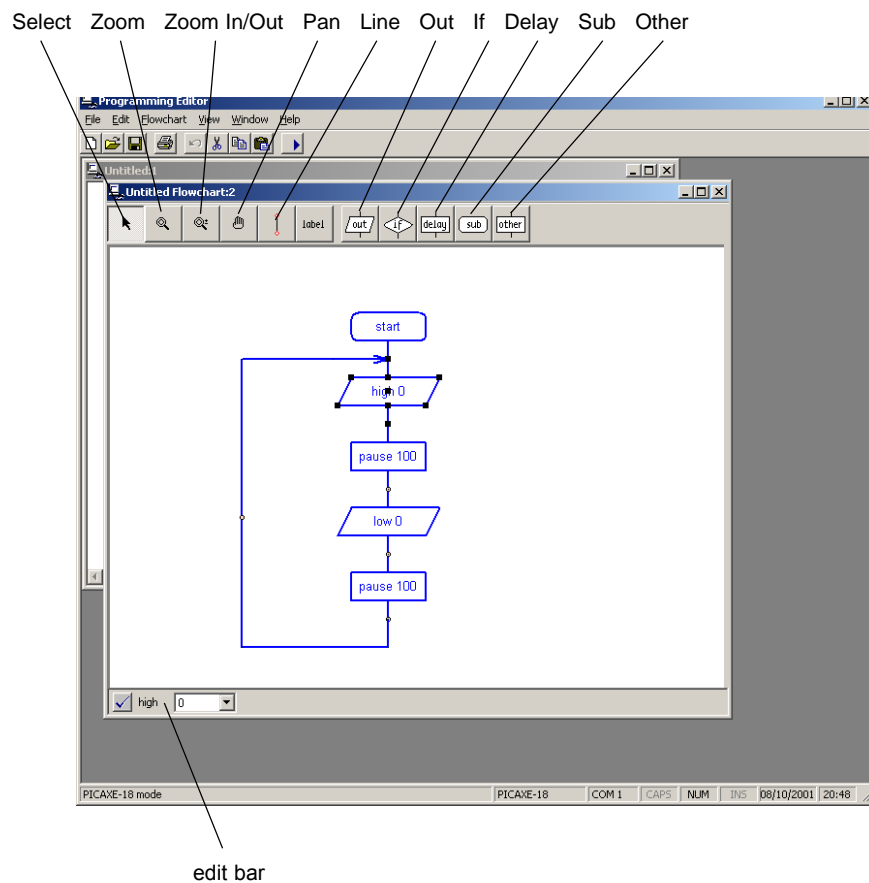 Select Zoom Zoom In/Out Pan Line Out If Delay Sub Other
Programming Editor
File Edit Flowchart View Window Help
Untitled:1
Untitled Flowchart:2
label out if delay sub other
start
high 0
pause 100
low 0
pause 100
high 0
PICAXE-18 mode PICAXE-18 COM 1 CAPS NUM INS 08/10/2001 20:48
edit bar